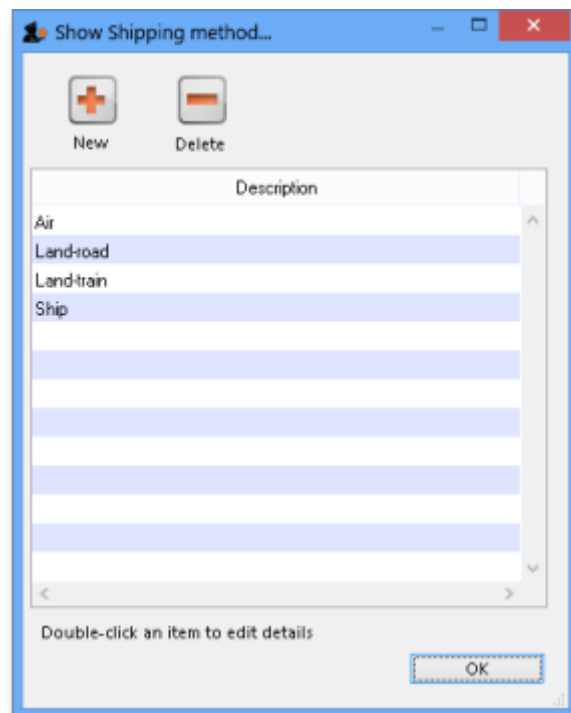 Show Shipping method...
New Delete
Description
Air
Land-road
Land-train
Ship
Double-click an item to edit details
OK